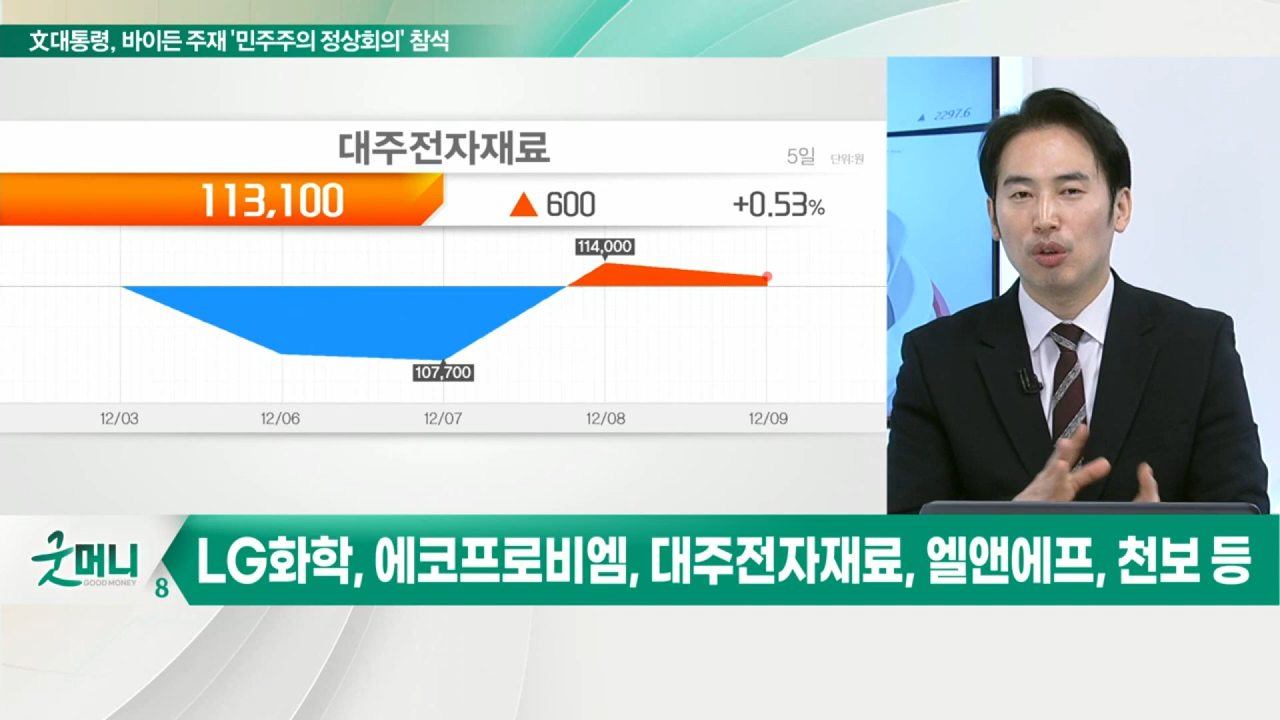 文대통령, 바이든 주재 '민주주의 정상회의' 참석
대주전자재료
5일 단위:원
113,100 ▲ 600 +0.53%
▲ 2297.6
114,000
107,700
12/03 12/06 12/07 12/08 12/09
굿머니
GOOD MONEY
8
LG화학, 에코프로비엠, 대주전자재료, 엘앤에프, 천보 등